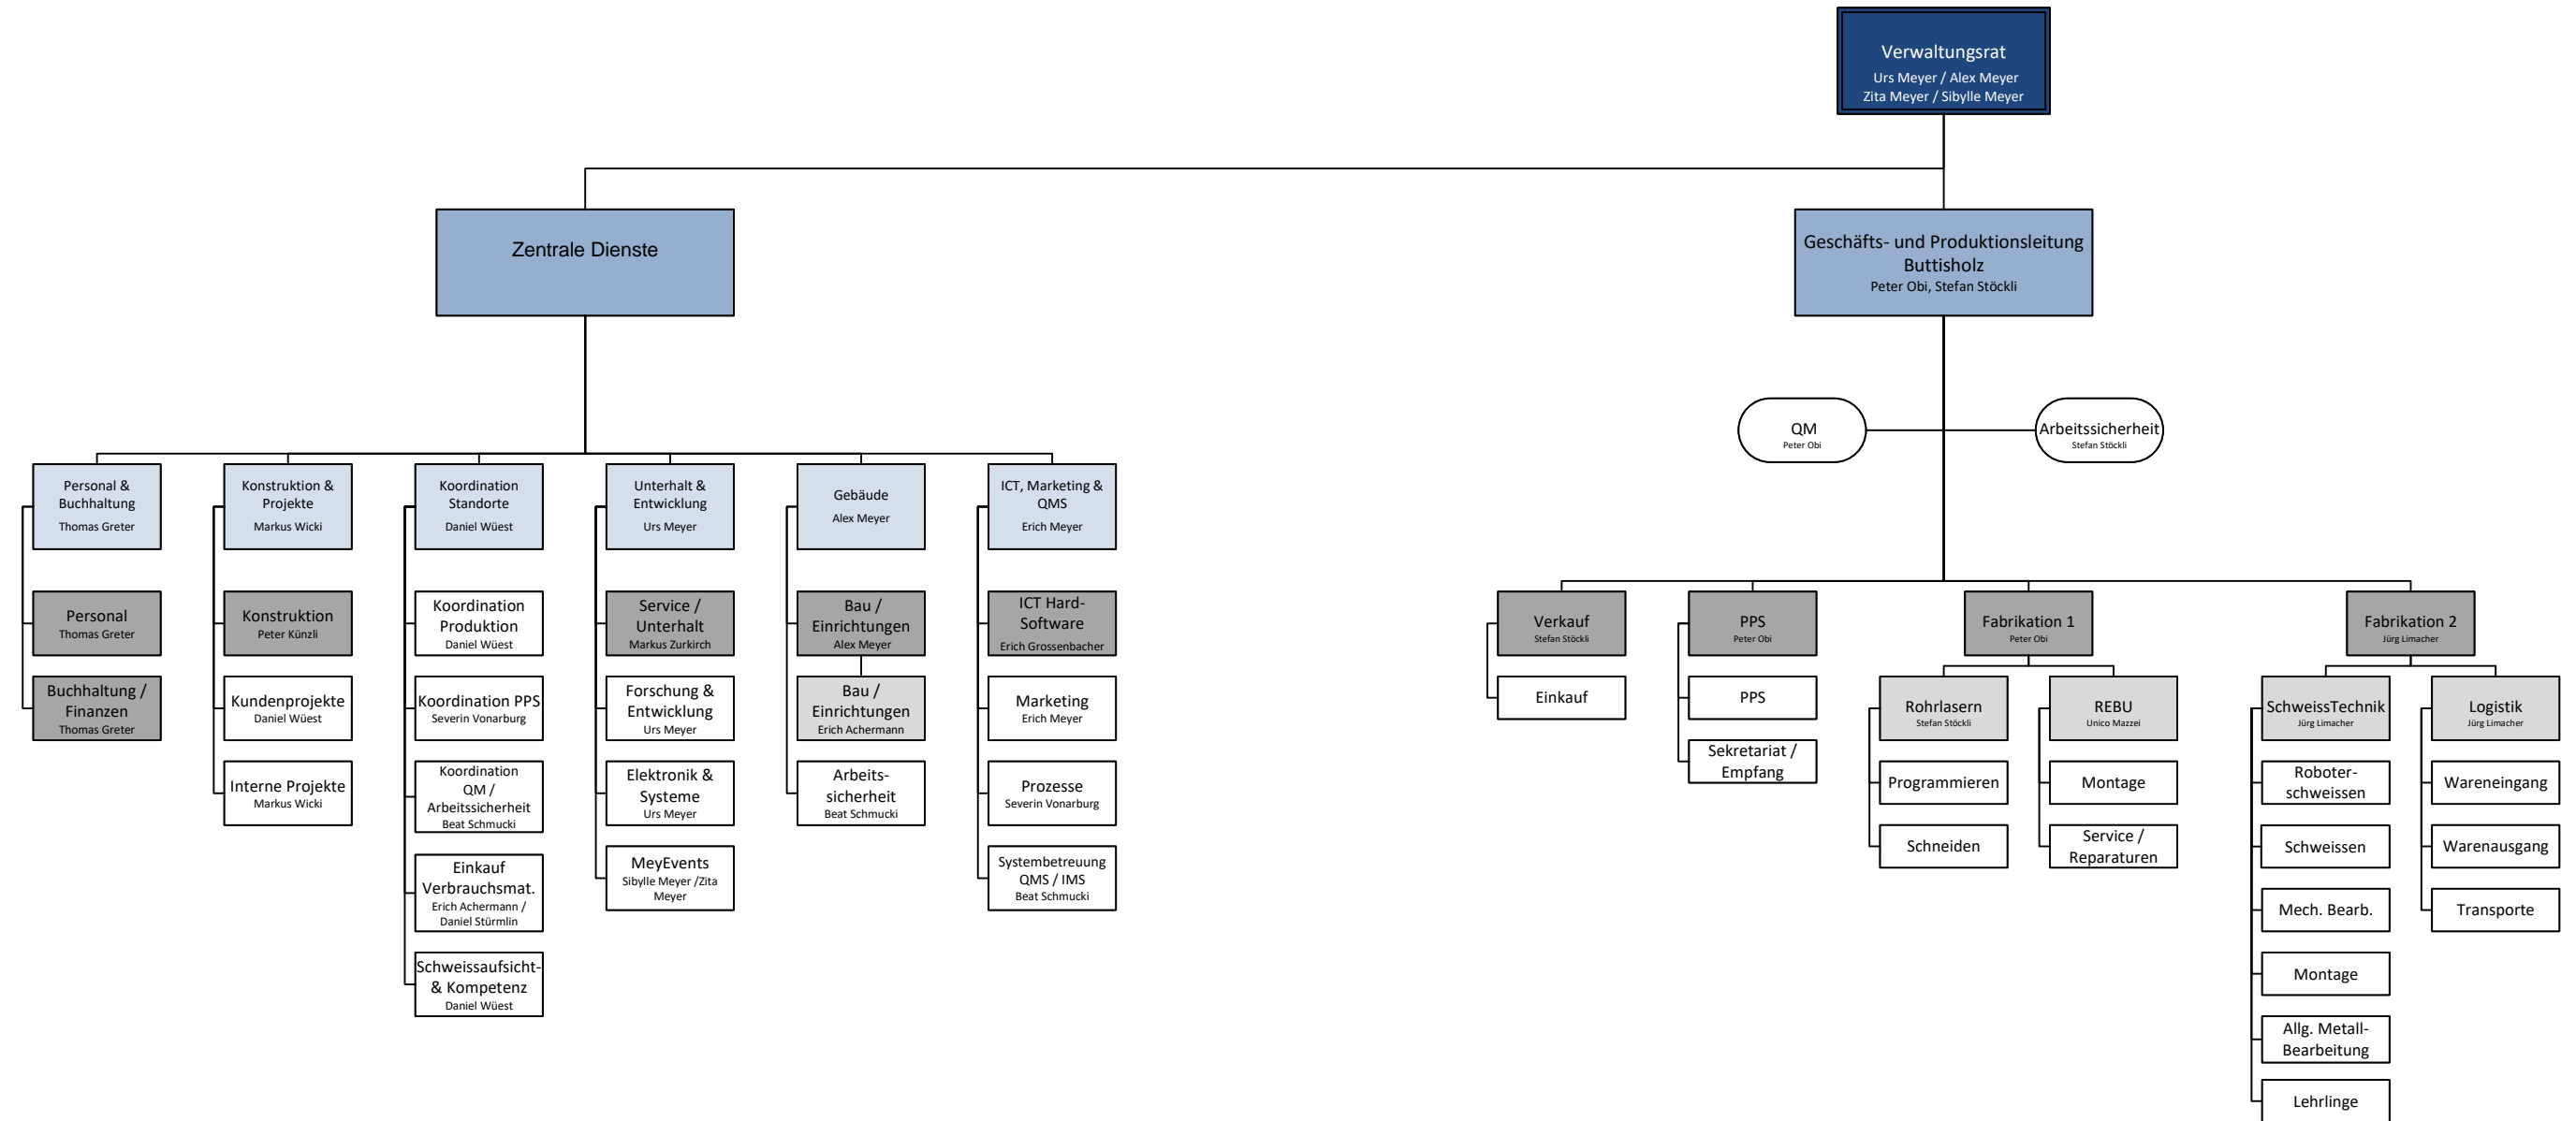 Verwaltungsrat
Urs Meyer / Alex Meyer
Zita Meyer / Sibylle Meyer
Zentrale Dienste
Geschäfts- und Produktionsleitung
Buttisholz
Peter Obi, Stefan Stöckli
QM
Peter Obi
Arbeitssicherheit
Stefan Stöckli
Personal &
Buchhaltung
Thomas Greter
Personal
Thomas Greter
Buchhaltung /
Finanzen
Thomas Greter
Konstruktion &
Projekte
Markus Wicki
Konstruktion
Peter Künzli
Kundenprojekte
Daniel Wüest
Interne Projekte
Markus Wicki
Koordination
Standorte
Daniel Wüest
Koordination
Produktion
Daniel Wüest
Koordination PPS
Severin Vonarburg
Koordination
QM /
Arbeitssicherheit
Beat Schmucki
Einkauf
Verbrauchsmat.
Erich Achermann /
Daniel Stürmlin
Schweissaufsicht-
& Kompetenz
Daniel Wüest
Unterhalt &
Entwicklung
Urs Meyer
Service /
Unterhalt
Markus Zurkirch
Forschung &
Entwicklung
Urs Meyer
Elektronik &
Systeme
Urs Meyer
MeyEvents
Sibylle Meyer /Zita
Meyer
Gebäude
Alex Meyer
Bau /
Einrichtungen
Alex Meyer
Bau /
Einrichtungen
Erich Achermann
Arbeits-
sicherheit
Beat Schmucki
ICT, Marketing &
QMS
Erich Meyer
ICT Hard-
Software
Erich Grossenbacher
Marketing
Erich Meyer
Prozesse
Severin Vonarburg
Systembetreuung
QMS / IMS
Beat Schmucki
Verkauf
Stefan Stöckli
Einkauf
PPS
Peter Obi
PPS
Sekretariat /
Empfang
Fabrikation 1
Peter Obi
Rohrlasern
Stefan Stöckli
Programmieren
Schneiden
REBU
Unico Mazzei
Montage
Service /
Reparaturen
Fabrikation 2
Jürg Limacher
SchweissTechnik
Jürg Limacher
Roboter-
schweissen
Schweissen
Mech. Bearb.
Montage
Allg. Metall-
Bearbeitung
Lehrlinge
Logistik
Jürg Limacher
Wareneingang
Warenausgang
Transporte